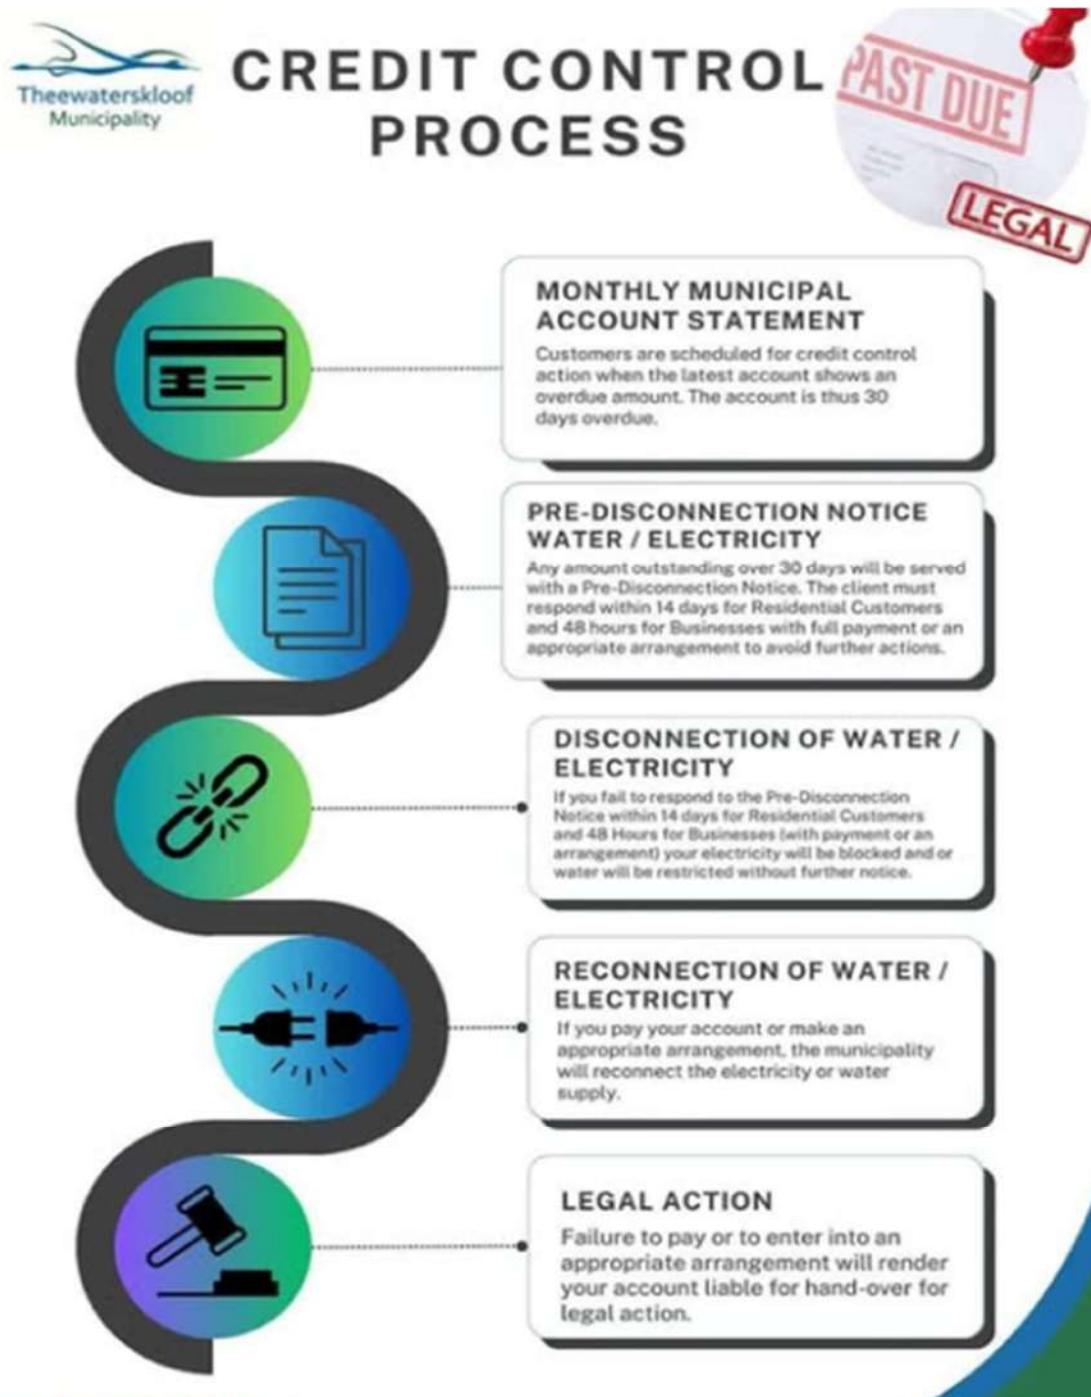 Theewaterskloof
Municipality
CREDIT CONTROL
PROCESS
PAST DUE
LEGAL
MONTHLY MUNICIPAL
ACCOUNT STATEMENT
Customers are scheduled for credit control
action when the latest account shows an
overdue amount. The account is thus 30
days overdue.
PRE-DISCONNECTION NOTICE
WATER / ELECTRICITY
Any amount outstanding over 30 days will be served
with a Pre-Disconnection Notice. The client must
respond within 14 days for Residential Customers
and 48 hours for Businesses with full payment or an
appropriate arrangement to avoid further actions.
DISCONNECTION OF WATER /
ELECTRICITY
If you fail to respond to the Pre-Disconnection
Notice within 14 days for Residential Customers
and 48 Hours for Businesses (with payment or an
arrangement) your electricity will be blocked and or
water will be restricted without further notice.
RECONNECTION OF WATER /
ELECTRICITY
If you pay your account or make an
appropriate arrangement, the municipality
will reconnect the electricity or water
supply.
LEGAL ACTION
Failure to pay or to enter into an
appropriate arrangement will render
your account liable for hand-over for
legal action.